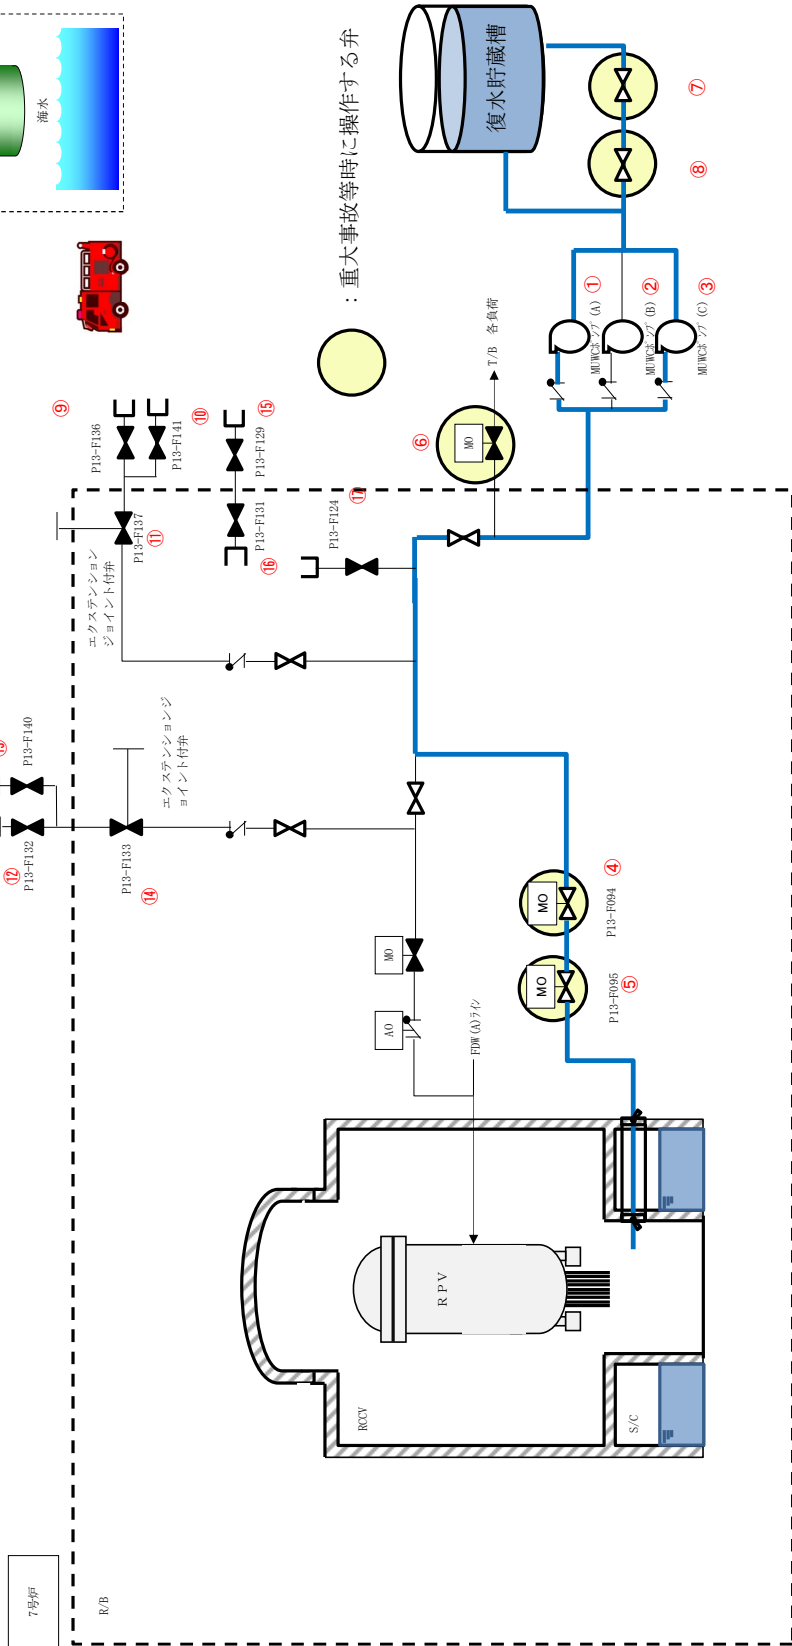 海水
：重大事故等時に操作する弁
復水貯蔵槽
⑦
⑧
①
MUWCポンプ(A)
②
MUWCポンプ(B)
③
MUWCポンプ(C)
T/B 各負荷
⑥
MO
⑨
P13-F136
⑩
P13-F141
⑮
P13-F129
P13-F131
⑯
⑰
P13-F124
P13-F137
⑪
エクステンション
ジョイント付弁
P13-F140
⑫
P13-F132
P13-F133
⑭
エクステンションジ
ョイント付弁
MO
AO
FDW(A)ライン
MO
④
P13-F094
MO
⑤
P13-F095
RPV
RCCV
S/C
7号炉
R/B